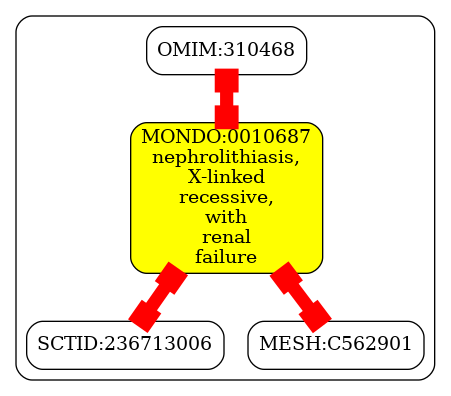 OMIM:310468
MONDO:0010687
nephrolithiasis,
X-linked
recessive,
with
renal
failure
SCTID:236713006
MESH:C562901